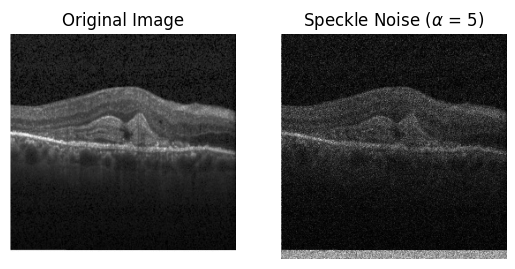 Original Image
Speckle Noise (α = 5)